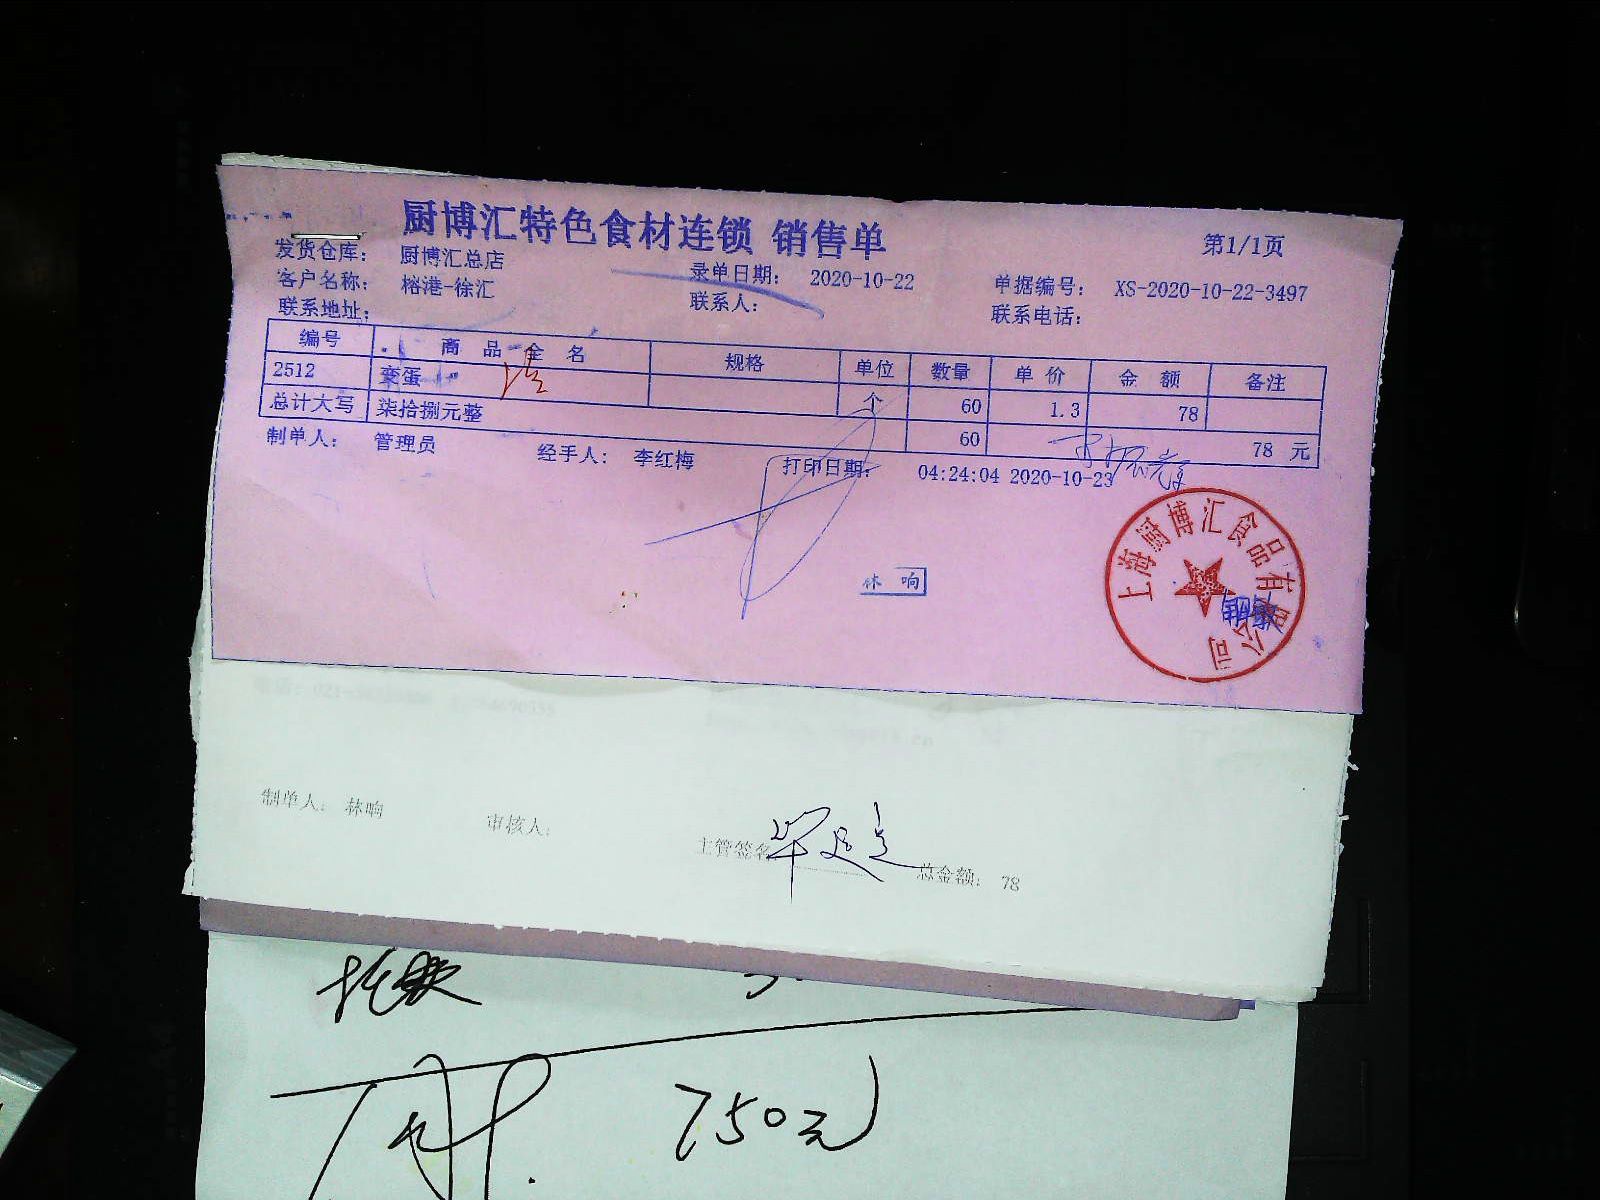 厨博汇特色食材连锁 销售单
第1/1页
发货仓库： 厨博汇总店 录单日期： 2020-10-22 单据编号： XS-2020-10-22-3497
客户名称： 榕港-徐汇 联系人： 联系电话：
联系地址：
编号 商品全名 规格 单位 数量 单价 金额 备注
2512 变蛋 个 60 1.3 78
总计大写 柒拾捌元整 60 78 元
制单人： 管理员 经手人： 李红梅 打印日期： 04:24:04 2020-10-23
林响
上海厨博汇食品有限公司
制单人： 林响 审核人： 主管签名 总金额： 78
750元